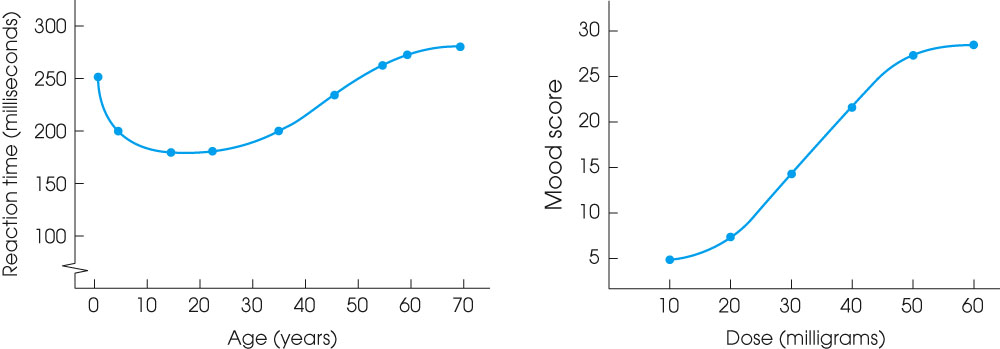 Reaction time (milliseconds)
300
250
200
150
100
0 10 20 30 40 50 60 70
Age (years)
Mood score
30
25
20
15
10
5
10 20 30 40 50 60
Dose (milligrams)